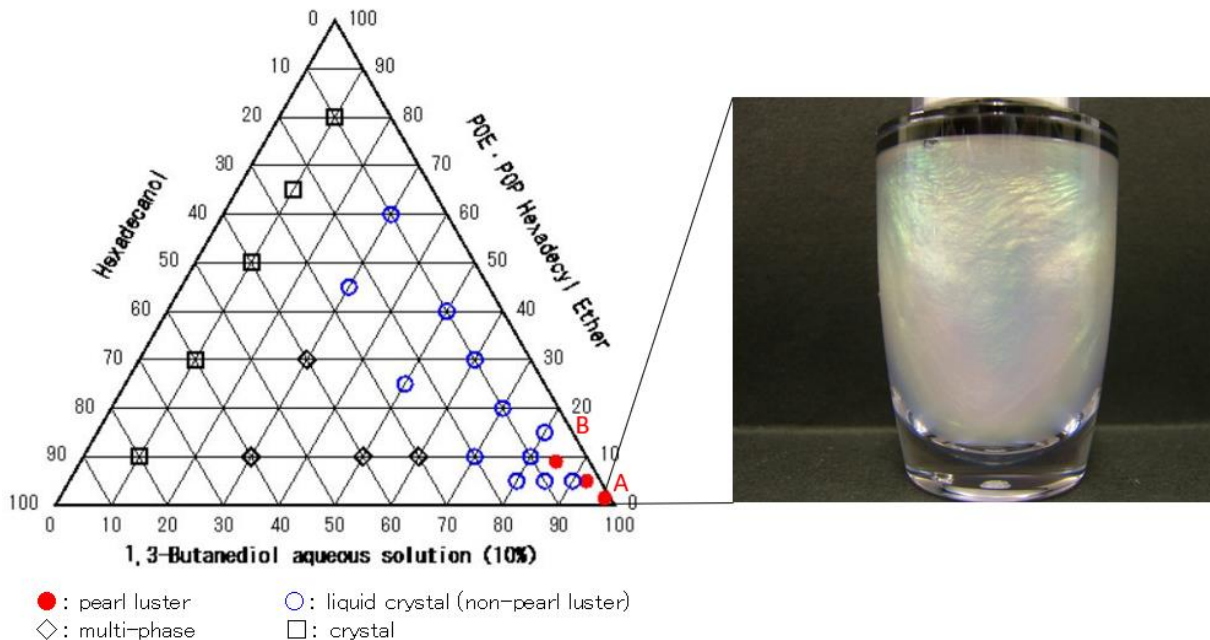 0 100
10 90
20 80
30 70
40 60
50 50
60 40
70 30
80 20
90 10
100 0
Hexadecanol
POE・POP Hexadecyl Ether
B
A
0 10 20 30 40 50 60 70 80 90 100
1,3-Butanediol aqueous solution (10%)
: pearl luster
: liquid crystal (non-pearl luster)
: multi-phase
: crystal